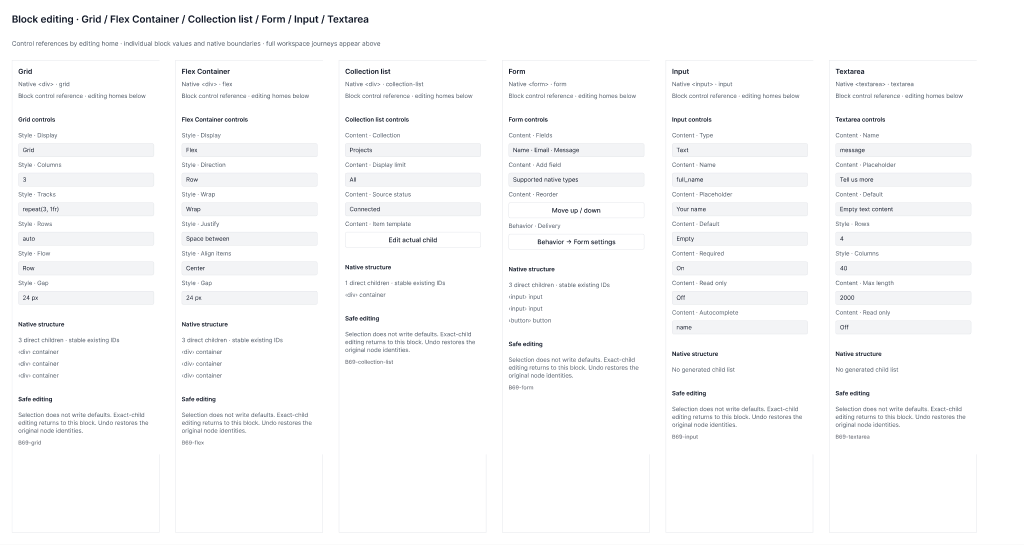 Block editing · Grid / Flex Container / Collection list / Form / Input / Textarea
Control references by editing home · individual block values and native boundaries · full workspace journeys appear above
Grid
Native <div> · grid
Block control reference · editing homes below
Grid controls
Style · Display
Grid
Style · Columns
3
Style · Tracks
repeat(3, 1fr)
Style · Rows
auto
Style · Flow
Row
Style · Gap
24 px
Native structure
3 direct children · stable existing IDs
‹div› container
‹div› container
‹div› container
Safe editing
Selection does not write defaults. Exact-child
editing returns to this block. Undo restores the
original node identities.
B69-grid
Flex Container
Native <div> · flex
Block control reference · editing homes below
Flex Container controls
Style · Display
Flex
Style · Direction
Row
Style · Wrap
Wrap
Style · Justify
Space between
Style · Align items
Center
Style · Gap
24 px
Native structure
3 direct children · stable existing IDs
‹div› container
‹div› container
‹div› container
Safe editing
Selection does not write defaults. Exact-child
editing returns to this block. Undo restores the
original node identities.
B69-flex
Collection list
Native <div> · collection-list
Block control reference · editing homes below
Collection list controls
Content · Collection
Projects
Content · Display limit
All
Content · Source status
Connected
Content · Item template
Edit actual child
Native structure
1 direct children · stable existing IDs
‹div› container
Safe editing
Selection does not write defaults. Exact-child
editing returns to this block. Undo restores the
original node identities.
B69-collection-list
Form
Native <form> · form
Block control reference · editing homes below
Form controls
Content · Fields
Name · Email · Message
Content · Add field
Supported native types
Content · Reorder
Move up / down
Behavior · Delivery
Behavior → Form settings
Native structure
3 direct children · stable existing IDs
‹input› input
‹input› input
‹button› button
Safe editing
Selection does not write defaults. Exact-child
editing returns to this block. Undo restores the
original node identities.
B69-form
Input
Native <input> · input
Block control reference · editing homes below
Input controls
Content · Type
Text
Content · Name
full_name
Content · Placeholder
Your name
Content · Default
Empty
Content · Required
On
Content · Read only
Off
Content · Autocomplete
name
Native structure
No generated child list
Safe editing
Selection does not write defaults. Exact-child
editing returns to this block. Undo restores the
original node identities.
B69-input
Textarea
Native <textarea> · textarea
Block control reference · editing homes below
Textarea controls
Content · Name
message
Content · Placeholder
Tell us more
Content · Default
Empty text content
Style · Rows
4
Style · Columns
40
Content · Max length
2000
Content · Read only
Off
Native structure
No generated child list
Safe editing
Selection does not write defaults. Exact-child
editing returns to this block. Undo restores the
original node identities.
B69-textarea